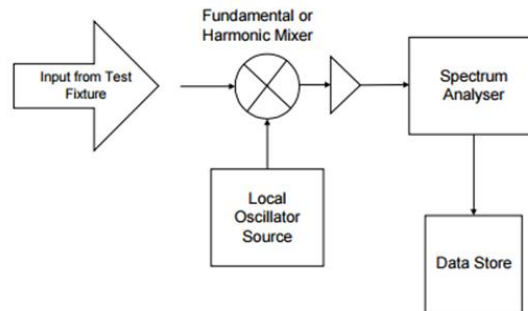 Fundamental or
Harmonic Mixer
Input from Test
Fixture
Spectrum
Analyser
Local
Oscillator
Source
Data Store